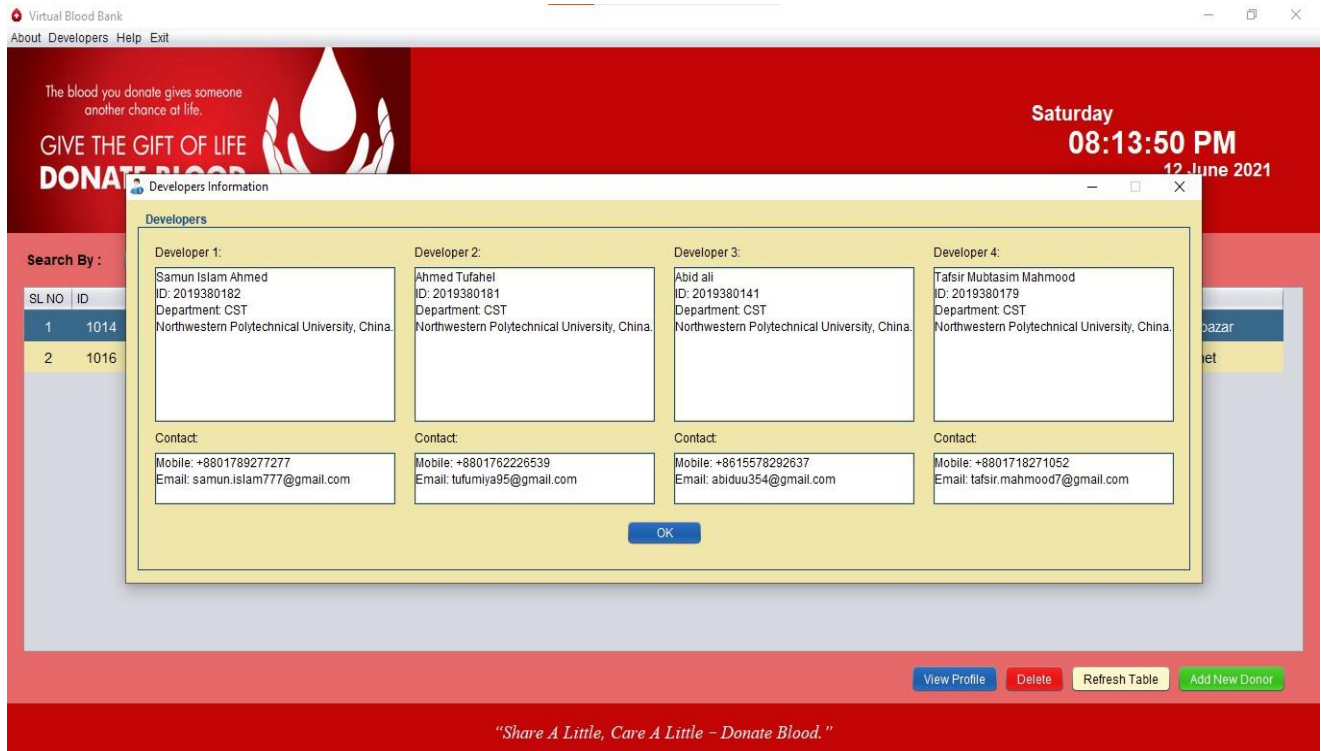 Virtual Blood Bank
About Developers Help Exit
The blood you donate gives someone
another chance at life.
GIVE THE GIFT OF LIFE
DONATE BLOOD
Saturday
08:13:50 PM
12 June 2021
Developers Information
Developers
Developer 1:
Samun Islam Ahmed
ID: 2019380182
Department: CST
Northwestern Polytechnical University, China.
Contact:
Mobile: +8801789277277
Email: samun.islam777@gmail.com
Developer 2:
Ahmed Tufahel
ID: 2019380181
Department: CST
Northwestern Polytechnical University, China.
Contact:
Mobile: +8801762226539
Email: tufumiya95@gmail.com
Developer 3:
Abid ali
ID: 2019380141
Department: CST
Northwestern Polytechnical University, China.
Contact:
Mobile: +8615578292637
Email: abiduu354@gmail.com
Developer 4:
Tafsir Mubtasim Mahmood
ID: 2019380179
Department: CST
Northwestern Polytechnical University, China.
Contact:
Mobile: +8801718271052
Email: tafsir.mahmood7@gmail.com
OK
Search By :
SL NO ID
1 1014
2 1016
View Profile Delete Refresh Table Add New Donor
“Share A Little, Care A Little – Donate Blood.”